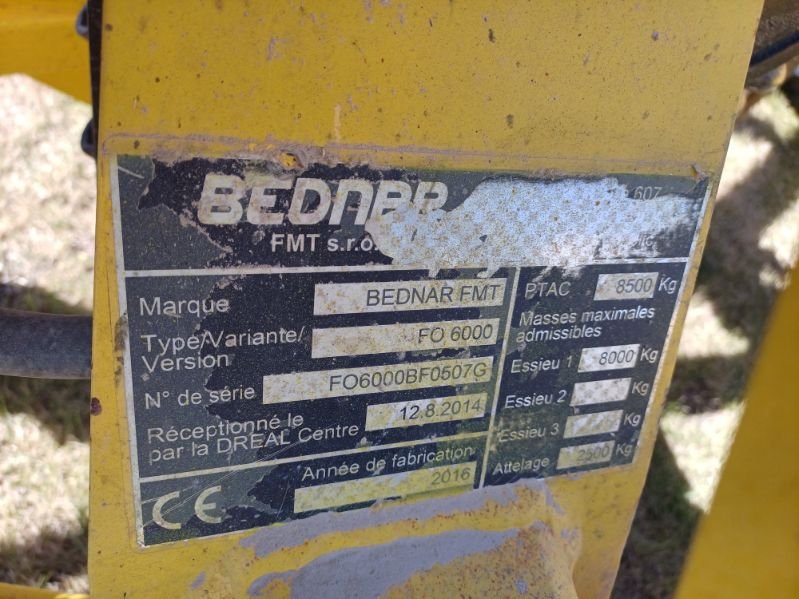 BEDNAR
607
FMT s.r.o.
Marque BEDNAR FMT
Type/Variante/
Version FO 6000
N° de série FO6000BF0507G
Réceptionné le
par la DREAL Centre 12.8.2014
Année de fabrication
2016
CE
PTAC 8500 Kg
Masses maximales
admissibles
Essieu 1 8000 Kg
Essieu 2 Kg
Essieu 3 Kg
Attelage 2500 Kg